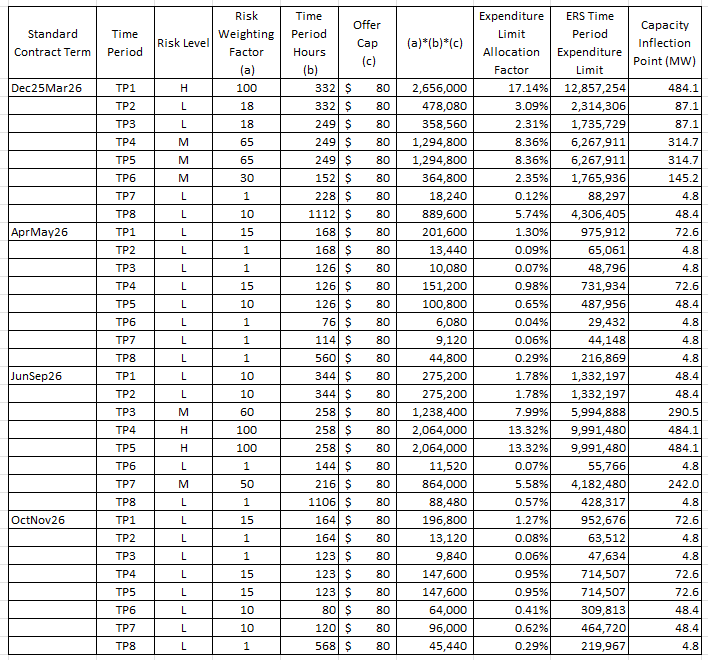 Standard Contract Term | Time Period | Risk Level | Risk Weighting Factor (a) | Time Period Hours (b) | Offer Cap (c) | (a)*(b)*(c) | Expenditure Limit Allocation Factor | ERS Time Period Expenditure Limit | Capacity Inflection Point (MW)
Dec25Mar26 | TP1 | H | 100 | 332 | $ 80 | 2,656,000 | 17.14% | 12,857,254 | 484.1
TP2 | L | 18 | 332 | $ 80 | 478,080 | 3.09% | 2,314,306 | 87.1
TP3 | L | 18 | 249 | $ 80 | 358,560 | 2.31% | 1,735,729 | 87.1
TP4 | M | 65 | 249 | $ 80 | 1,294,800 | 8.36% | 6,267,911 | 314.7
TP5 | M | 65 | 249 | $ 80 | 1,294,800 | 8.36% | 6,267,911 | 314.7
TP6 | M | 30 | 152 | $ 80 | 364,800 | 2.35% | 1,765,936 | 145.2
TP7 | L | 1 | 228 | $ 80 | 18,240 | 0.12% | 88,297 | 4.8
TP8 | L | 10 | 1112 | $ 80 | 889,600 | 5.74% | 4,306,405 | 48.4
AprMay26 | TP1 | L | 15 | 168 | $ 80 | 201,600 | 1.30% | 975,912 | 72.6
TP2 | L | 1 | 168 | $ 80 | 13,440 | 0.09% | 65,061 | 4.8
TP3 | L | 1 | 126 | $ 80 | 10,080 | 0.07% | 48,796 | 4.8
TP4 | L | 15 | 126 | $ 80 | 151,200 | 0.98% | 731,934 | 72.6
TP5 | L | 10 | 126 | $ 80 | 100,800 | 0.65% | 487,956 | 48.4
TP6 | L | 1 | 76 | $ 80 | 6,080 | 0.04% | 29,432 | 4.8
TP7 | L | 1 | 114 | $ 80 | 9,120 | 0.06% | 44,148 | 4.8
TP8 | L | 1 | 560 | $ 80 | 44,800 | 0.29% | 216,869 | 4.8
JunSep26 | TP1 | L | 10 | 344 | $ 80 | 275,200 | 1.78% | 1,332,197 | 48.4
TP2 | L | 10 | 344 | $ 80 | 275,200 | 1.78% | 1,332,197 | 48.4
TP3 | M | 60 | 258 | $ 80 | 1,238,400 | 7.99% | 5,994,888 | 290.5
TP4 | H | 100 | 258 | $ 80 | 2,064,000 | 13.32% | 9,991,480 | 484.1
TP5 | H | 100 | 258 | $ 80 | 2,064,000 | 13.32% | 9,991,480 | 484.1
TP6 | L | 1 | 144 | $ 80 | 11,520 | 0.07% | 55,766 | 4.8
TP7 | M | 50 | 216 | $ 80 | 864,000 | 5.58% | 4,182,480 | 242.0
TP8 | L | 1 | 1106 | $ 80 | 88,480 | 0.57% | 428,317 | 4.8
OctNov26 | TP1 | L | 15 | 164 | $ 80 | 196,800 | 1.27% | 952,676 | 72.6
TP2 | L | 1 | 164 | $ 80 | 13,120 | 0.08% | 63,512 | 4.8
TP3 | L | 1 | 123 | $ 80 | 9,840 | 0.06% | 47,634 | 4.8
TP4 | L | 15 | 123 | $ 80 | 147,600 | 0.95% | 714,507 | 72.6
TP5 | L | 15 | 123 | $ 80 | 147,600 | 0.95% | 714,507 | 72.6
TP6 | L | 10 | 80 | $ 80 | 64,000 | 0.41% | 309,813 | 48.4
TP7 | L | 10 | 120 | $ 80 | 96,000 | 0.62% | 464,720 | 48.4
TP8 | L | 1 | 568 | $ 80 | 45,440 | 0.29% | 219,967 | 4.8